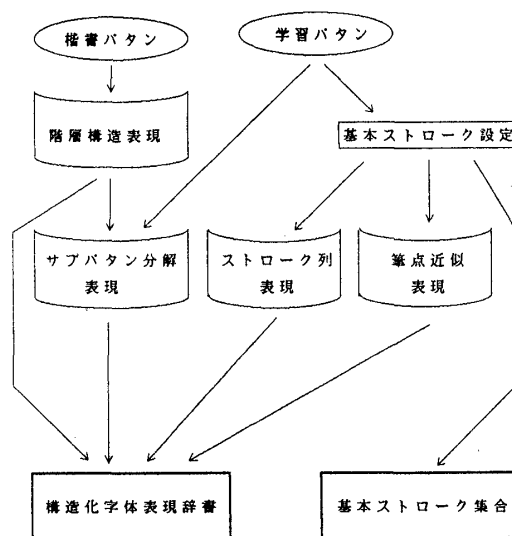 楷書パタン
学習パタン
階層構造表現
基本ストローク設定
サブパタン分解
表現
ストローク列
表現
筆点近似
表現
構造化字体表現辞書
基本ストローク集合